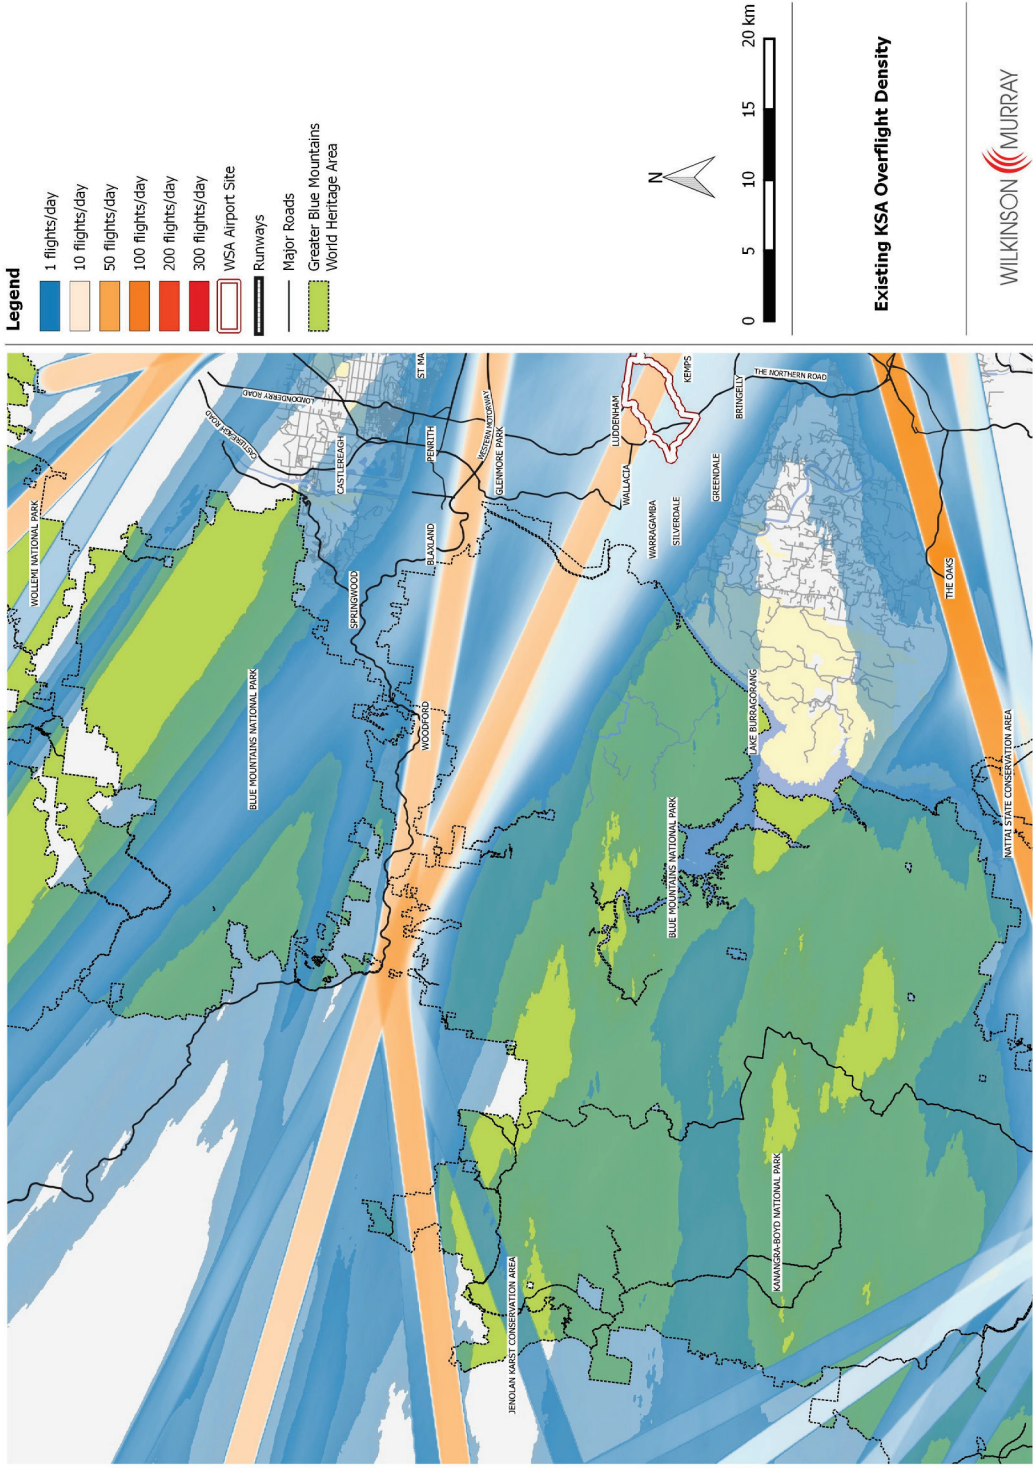 Legend
1 flights/day
10 flights/day
50 flights/day
100 flights/day
200 flights/day
300 flights/day
WSA Airport Site
Runways
Major Roads
Greater Blue Mountains
World Heritage Area
N
0 5 10 15 20 km
Existing KSA Overflight Density
WILKINSON MURRAY
WOLLEMI NATIONAL PARK
CASTLEREAGH ROAD
LONDONDERRY ROAD
CASTLEREAGH
ST MA
PENRITH
WESTERN MOTORWAY
GLENMORE PARK
BLAXLAND
SPRINGWOOD
BLUE MOUNTAINS NATIONAL PARK
WOODFORD
LUDDENHAM
WALLACIA
KEMPS
WARRAGAMBA
SILVERDALE
GREENDALE
BRINGELLY
THE NORTHERN ROAD
LAKE BURRAGORANG
BLUE MOUNTAINS NATIONAL PARK
THE OAKS
NATTAI STATE CONSERVATION AREA
JENOLAN KARST CONSERVATION AREA
KANANGRA-BOYD NATIONAL PARK